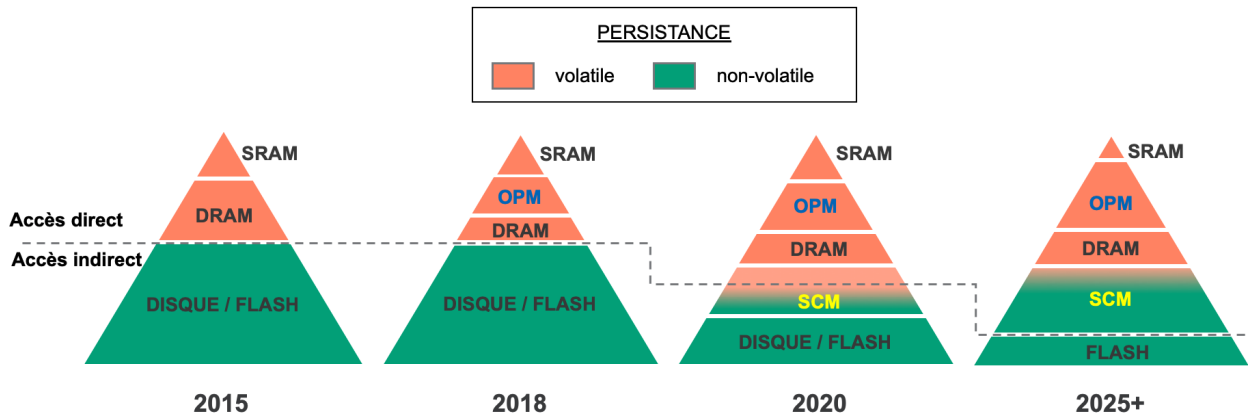 PERSISTANCE
volatile
non-volatile
SRAM
DRAM
DISQUE / FLASH
2015
SRAM
OPM
DRAM
DISQUE / FLASH
2018
SRAM
OPM
DRAM
SCM
DISQUE / FLASH
2020
SRAM
OPM
DRAM
SCM
FLASH
2025+
Accès direct
Accès indirect